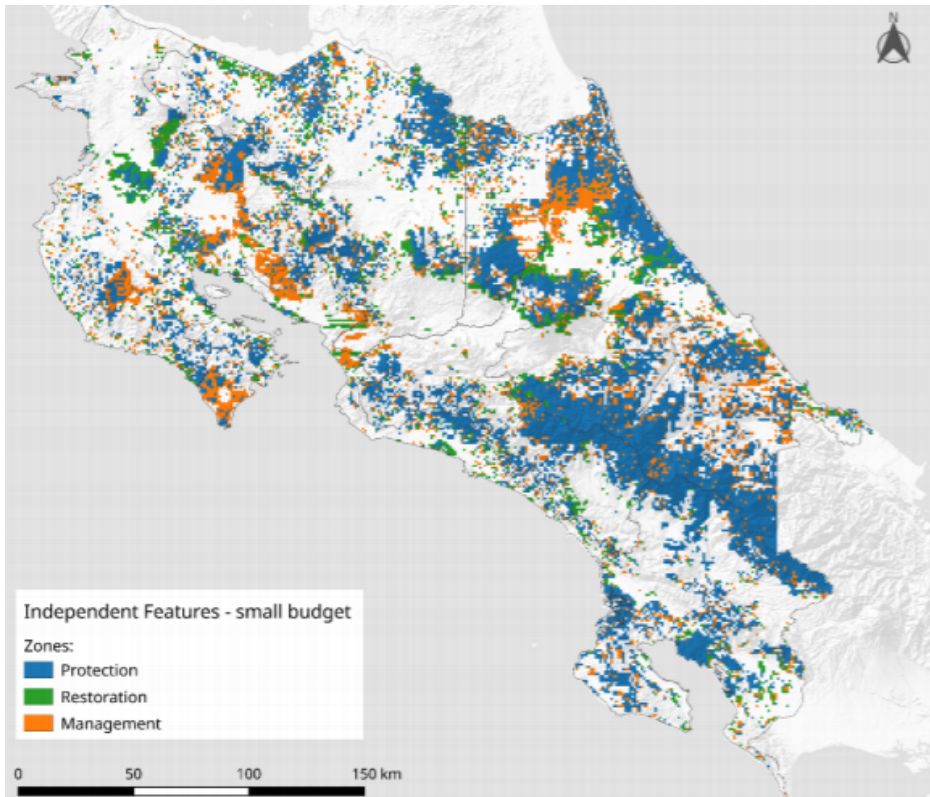 N
Independent Features - small budget
Zones:
Protection
Restoration
Management
0 50 100 150 km